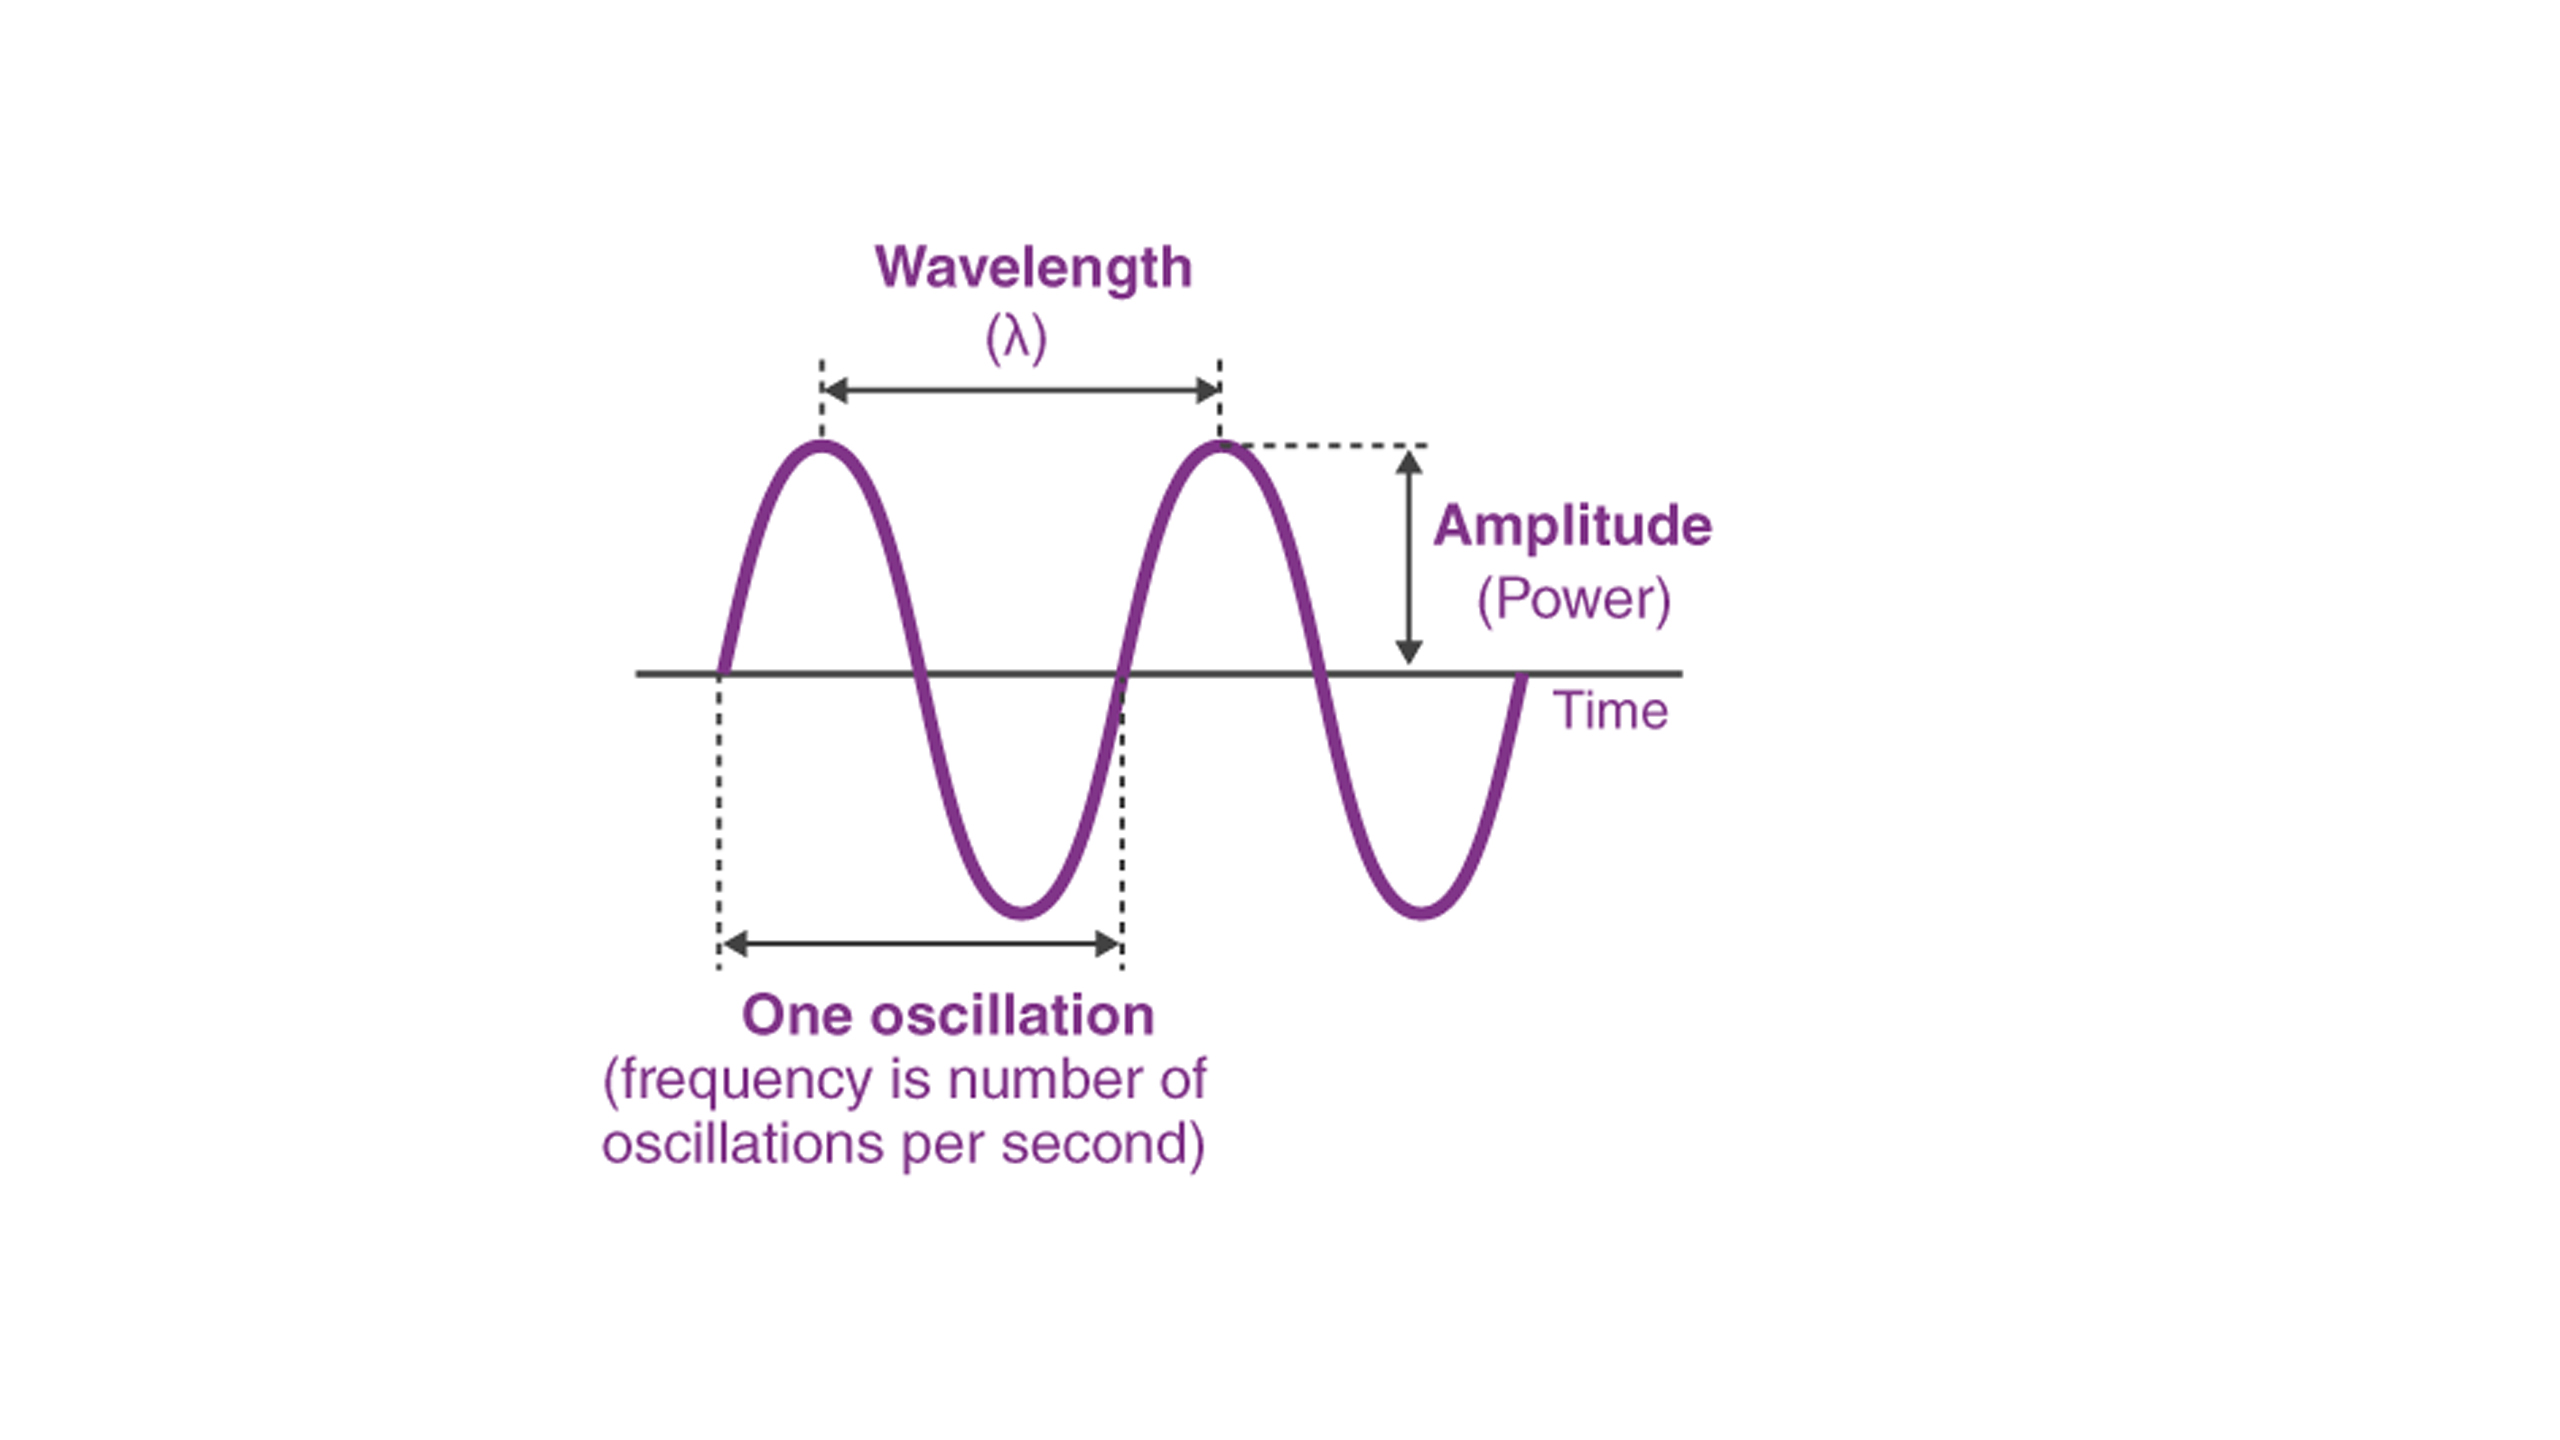 Wavelength
(λ)
Amplitude
(Power)
Time
One oscillation
(frequency is number of
oscillations per second)